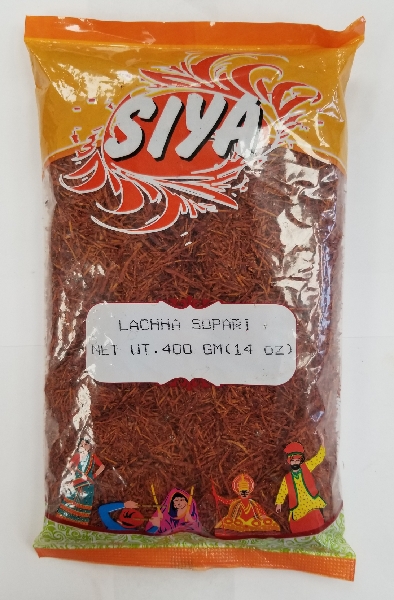 SIYA
LACHHA SUPARI
NET WT.400 GM(14 OZ)